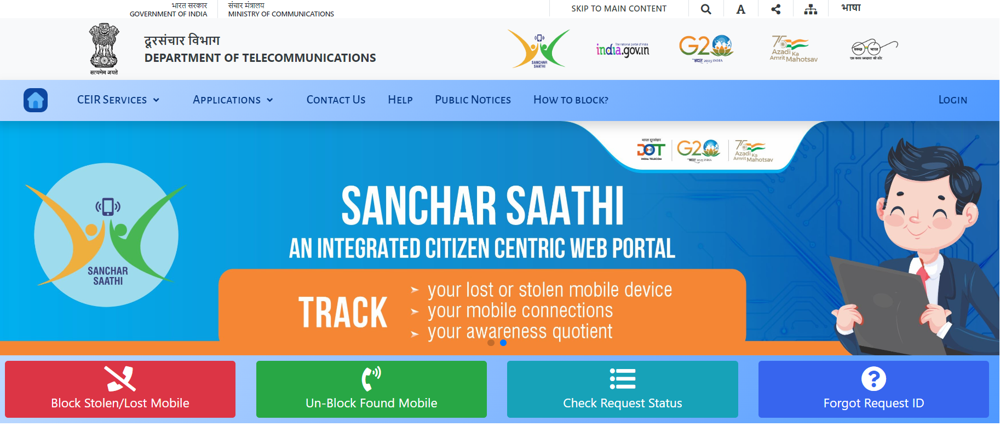 भारत सरकार
GOVERNMENT OF INDIA
संचार मंत्रालय
MINISTRY OF COMMUNICATIONS
SKIP TO MAIN CONTENT
A
भाषा
सत्यमेव जयते
दूरसंचार विभाग
DEPARTMENT OF TELECOMMUNICATIONS
SANCHAR
SAATHI
The national portal of india
india.gov.in
G20
भारत 2023 INDIA
75
Azadi Ka
Amrit Mahotsav
स्वच्छ भारत
एक कदम स्वच्छता की ओर
CEIR SERVICES
APPLICATIONS
CONTACT US
HELP
PUBLIC NOTICES
HOW TO BLOCK?
LOGIN
भारत दूरसंचार
DOT
INDIA TELECOM
G20
भारत 2023 INDIA
75
Azadi Ka
Amrit Mahotsav
SANCHAR
SAATHI
SANCHAR SAATHI
AN INTEGRATED CITIZEN CENTRIC WEB PORTAL
TRACK
➢ your lost or stolen mobile device
➢ your mobile connections
➢ your awareness quotient
Block Stolen/Lost Mobile
Un-Block Found Mobile
Check Request Status
?
Forgot Request ID